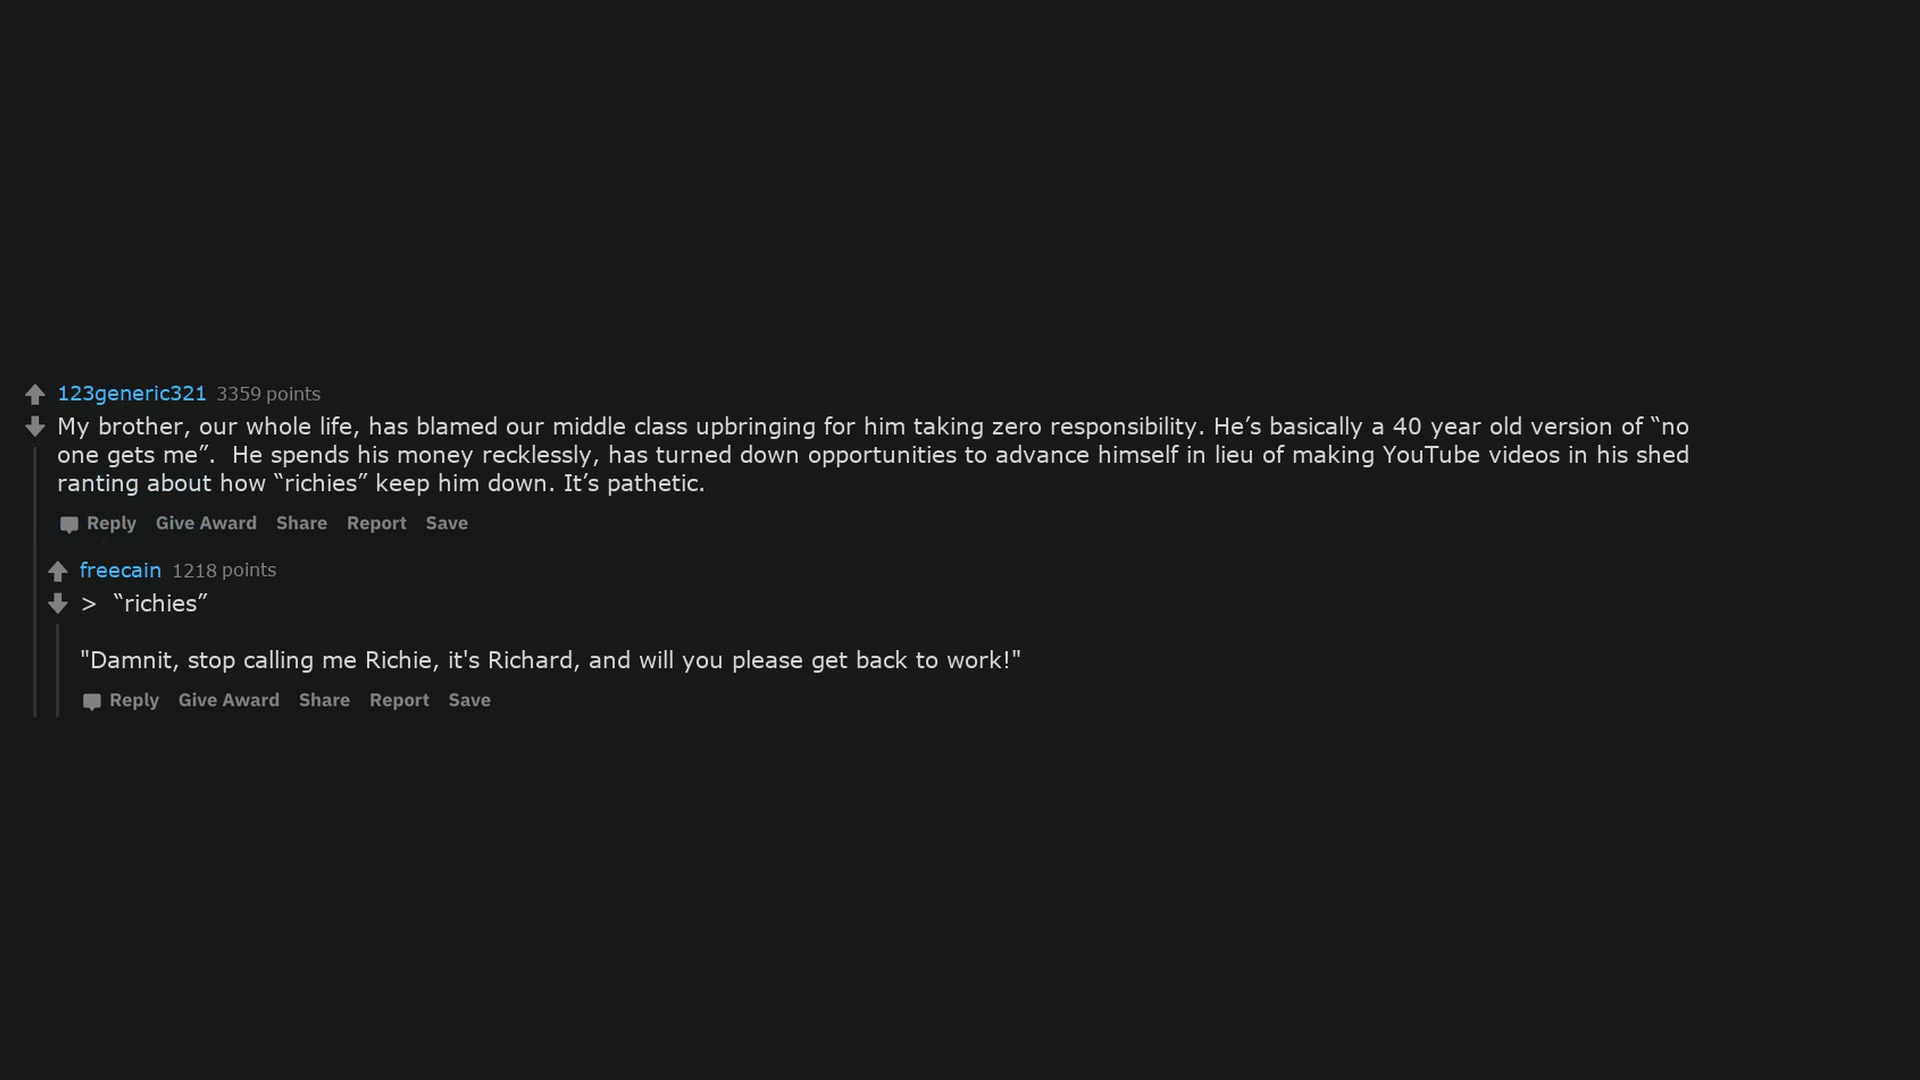 123generic321 3359 points
My brother, our whole life, has blamed our middle class upbringing for him taking zero responsibility. He’s basically a 40 year old version of “no
one gets me”.  He spends his money recklessly, has turned down opportunities to advance himself in lieu of making YouTube videos in his shed
ranting about how “richies” keep him down. It’s pathetic.
Reply Give Award Share Report Save
freecain 1218 points
> “richies”
"Damnit, stop calling me Richie, it's Richard, and will you please get back to work!"
Reply Give Award Share Report Save